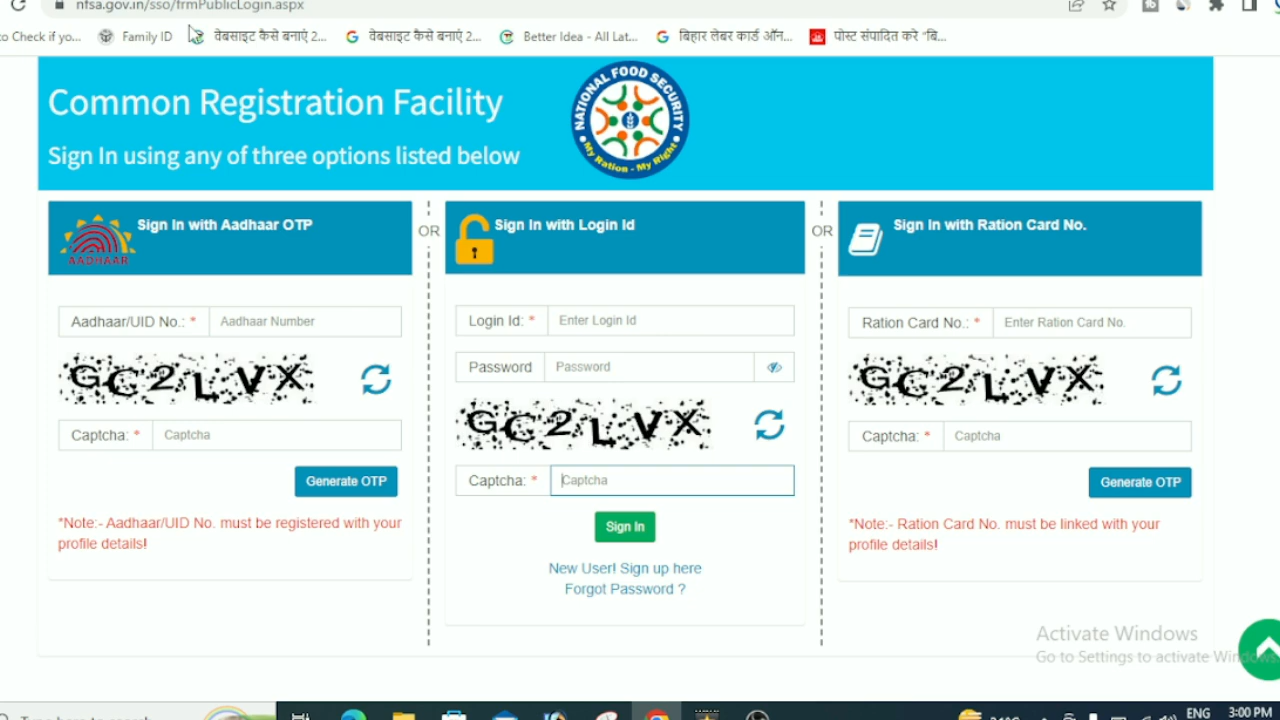 nfsa.gov.in/sso/frmPublicLogin.aspx
to Check if yo... Family ID वेबसाइट कैसे बनाएं 2... वेबसाइट कैसे बनाएं 2... Better Idea - All Lat... बिहार लेबर कार्ड ऑन... पोस्ट संपादित करे "बि...
Common Registration Facility
Sign In using any of three options listed below
NATIONAL FOOD SECURITY
My Ration - My Right
AADHAAR
Sign In with Aadhaar OTP
Aadhaar/UID No.: * Aadhaar Number
GC2LVX
Captcha: * Captcha
Generate OTP
*Note:- Aadhaar/UID No. must be registered with your
profile details!
OR
Sign In with Login Id
Login Id: * Enter Login Id
Password Password
GC2LVX
Captcha: * Captcha
Sign In
New User! Sign up here
Forgot Password ?
OR
Sign In with Ration Card No.
Ration Card No.: * Enter Ration Card No.
GC2LVX
Captcha: * Captcha
Generate OTP
*Note:- Ration Card No. must be linked with your
profile details!
Activate Windows
Go to Settings to activate Windows.
Type here to search
ENG
3:00 PM